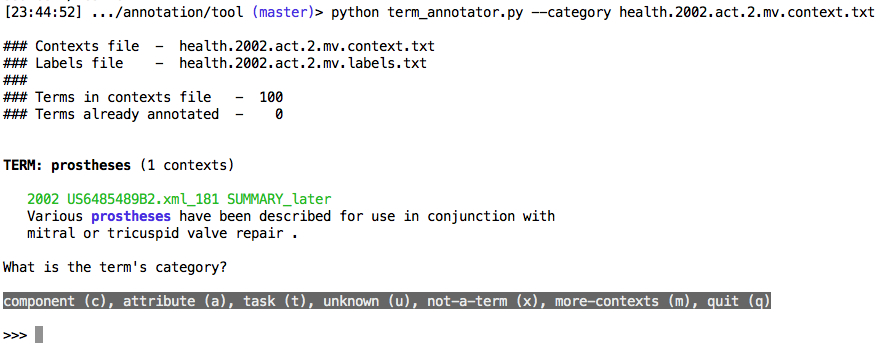 [23:44:52] .../annotation/tool (master)> python term_annotator.py --category health.2002.act.2.mv.context.txt
### Contexts file  -  health.2002.act.2.mv.context.txt
### Labels file    -  health.2002.act.2.mv.labels.txt
###
### Terms in contexts file   -  100
### Terms already annotated  -    0
TERM: prostheses (1 contexts)
2002 US6485489B2.xml_181 SUMMARY_later
Various prostheses have been described for use in conjunction with
mitral or tricuspid valve repair .
What is the term's category?
component (c), attribute (a), task (t), unknown (u), not-a-term (x), more-contexts (m), quit (q)
>>>